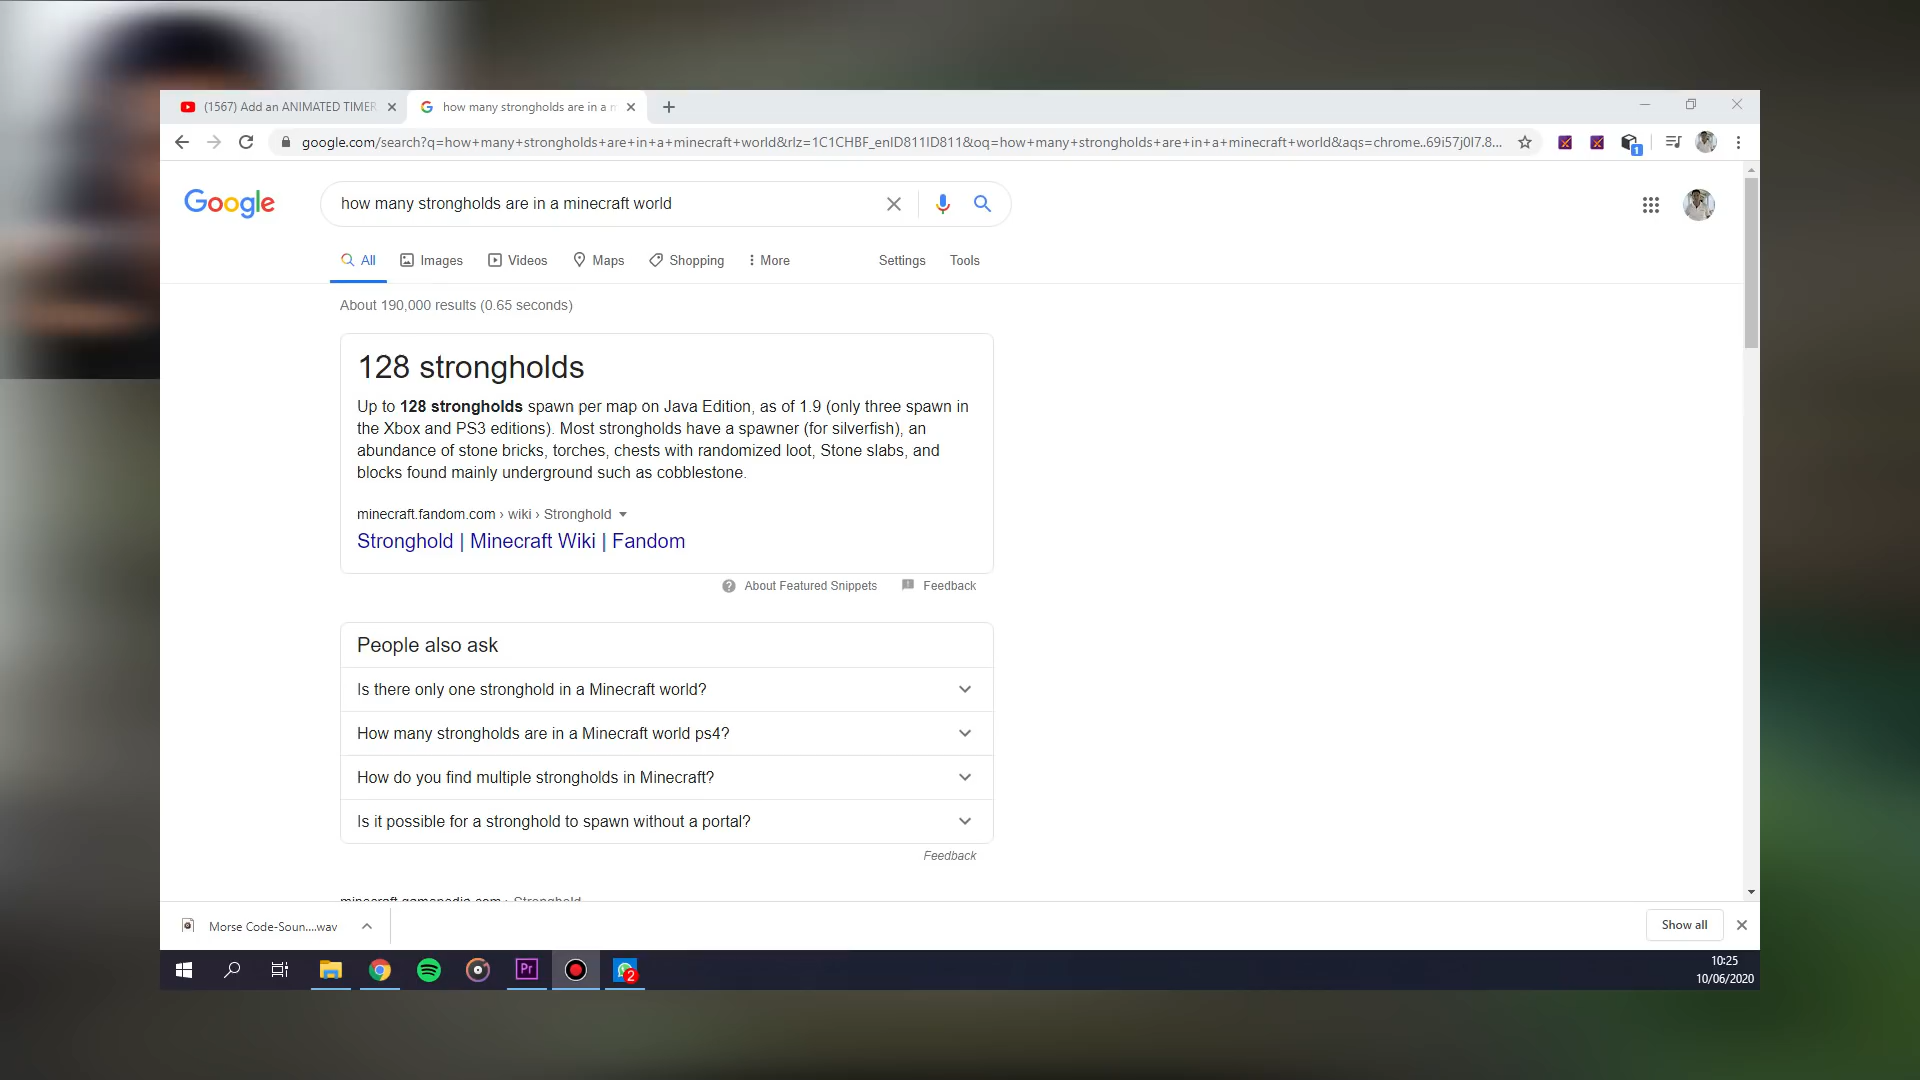 (1567) Add an ANIMATED TIMER
how many strongholds are in a m
google.com/search?q=how+many+strongholds+are+in+a+minecraft+world&rlz=1C1CHBF_enID811ID811&oq=how+many+strongholds+are+in+a+minecraft+world&aqs=chrome..69i57j0l7.8...
1
Google
how many strongholds are in a minecraft world
All
Images
Videos
Maps
Shopping
More
Settings
Tools
About 190,000 results (0.65 seconds)
128 strongholds
Up to 128 strongholds spawn per map on Java Edition, as of 1.9 (only three spawn in
the Xbox and PS3 editions). Most strongholds have a spawner (for silverfish), an
abundance of stone bricks, torches, chests with randomized loot, Stone slabs, and
blocks found mainly underground such as cobblestone.
minecraft.fandom.com › wiki › Stronghold
Stronghold | Minecraft Wiki | Fandom
About Featured Snippets
Feedback
People also ask
Is there only one stronghold in a Minecraft world?
How many strongholds are in a Minecraft world ps4?
How do you find multiple strongholds in Minecraft?
Is it possible for a stronghold to spawn without a portal?
Feedback
minecraft.gamepedia.com › Stronghold
Morse Code-Soun....wav
Show all
Pr
2
10:25
10/06/2020